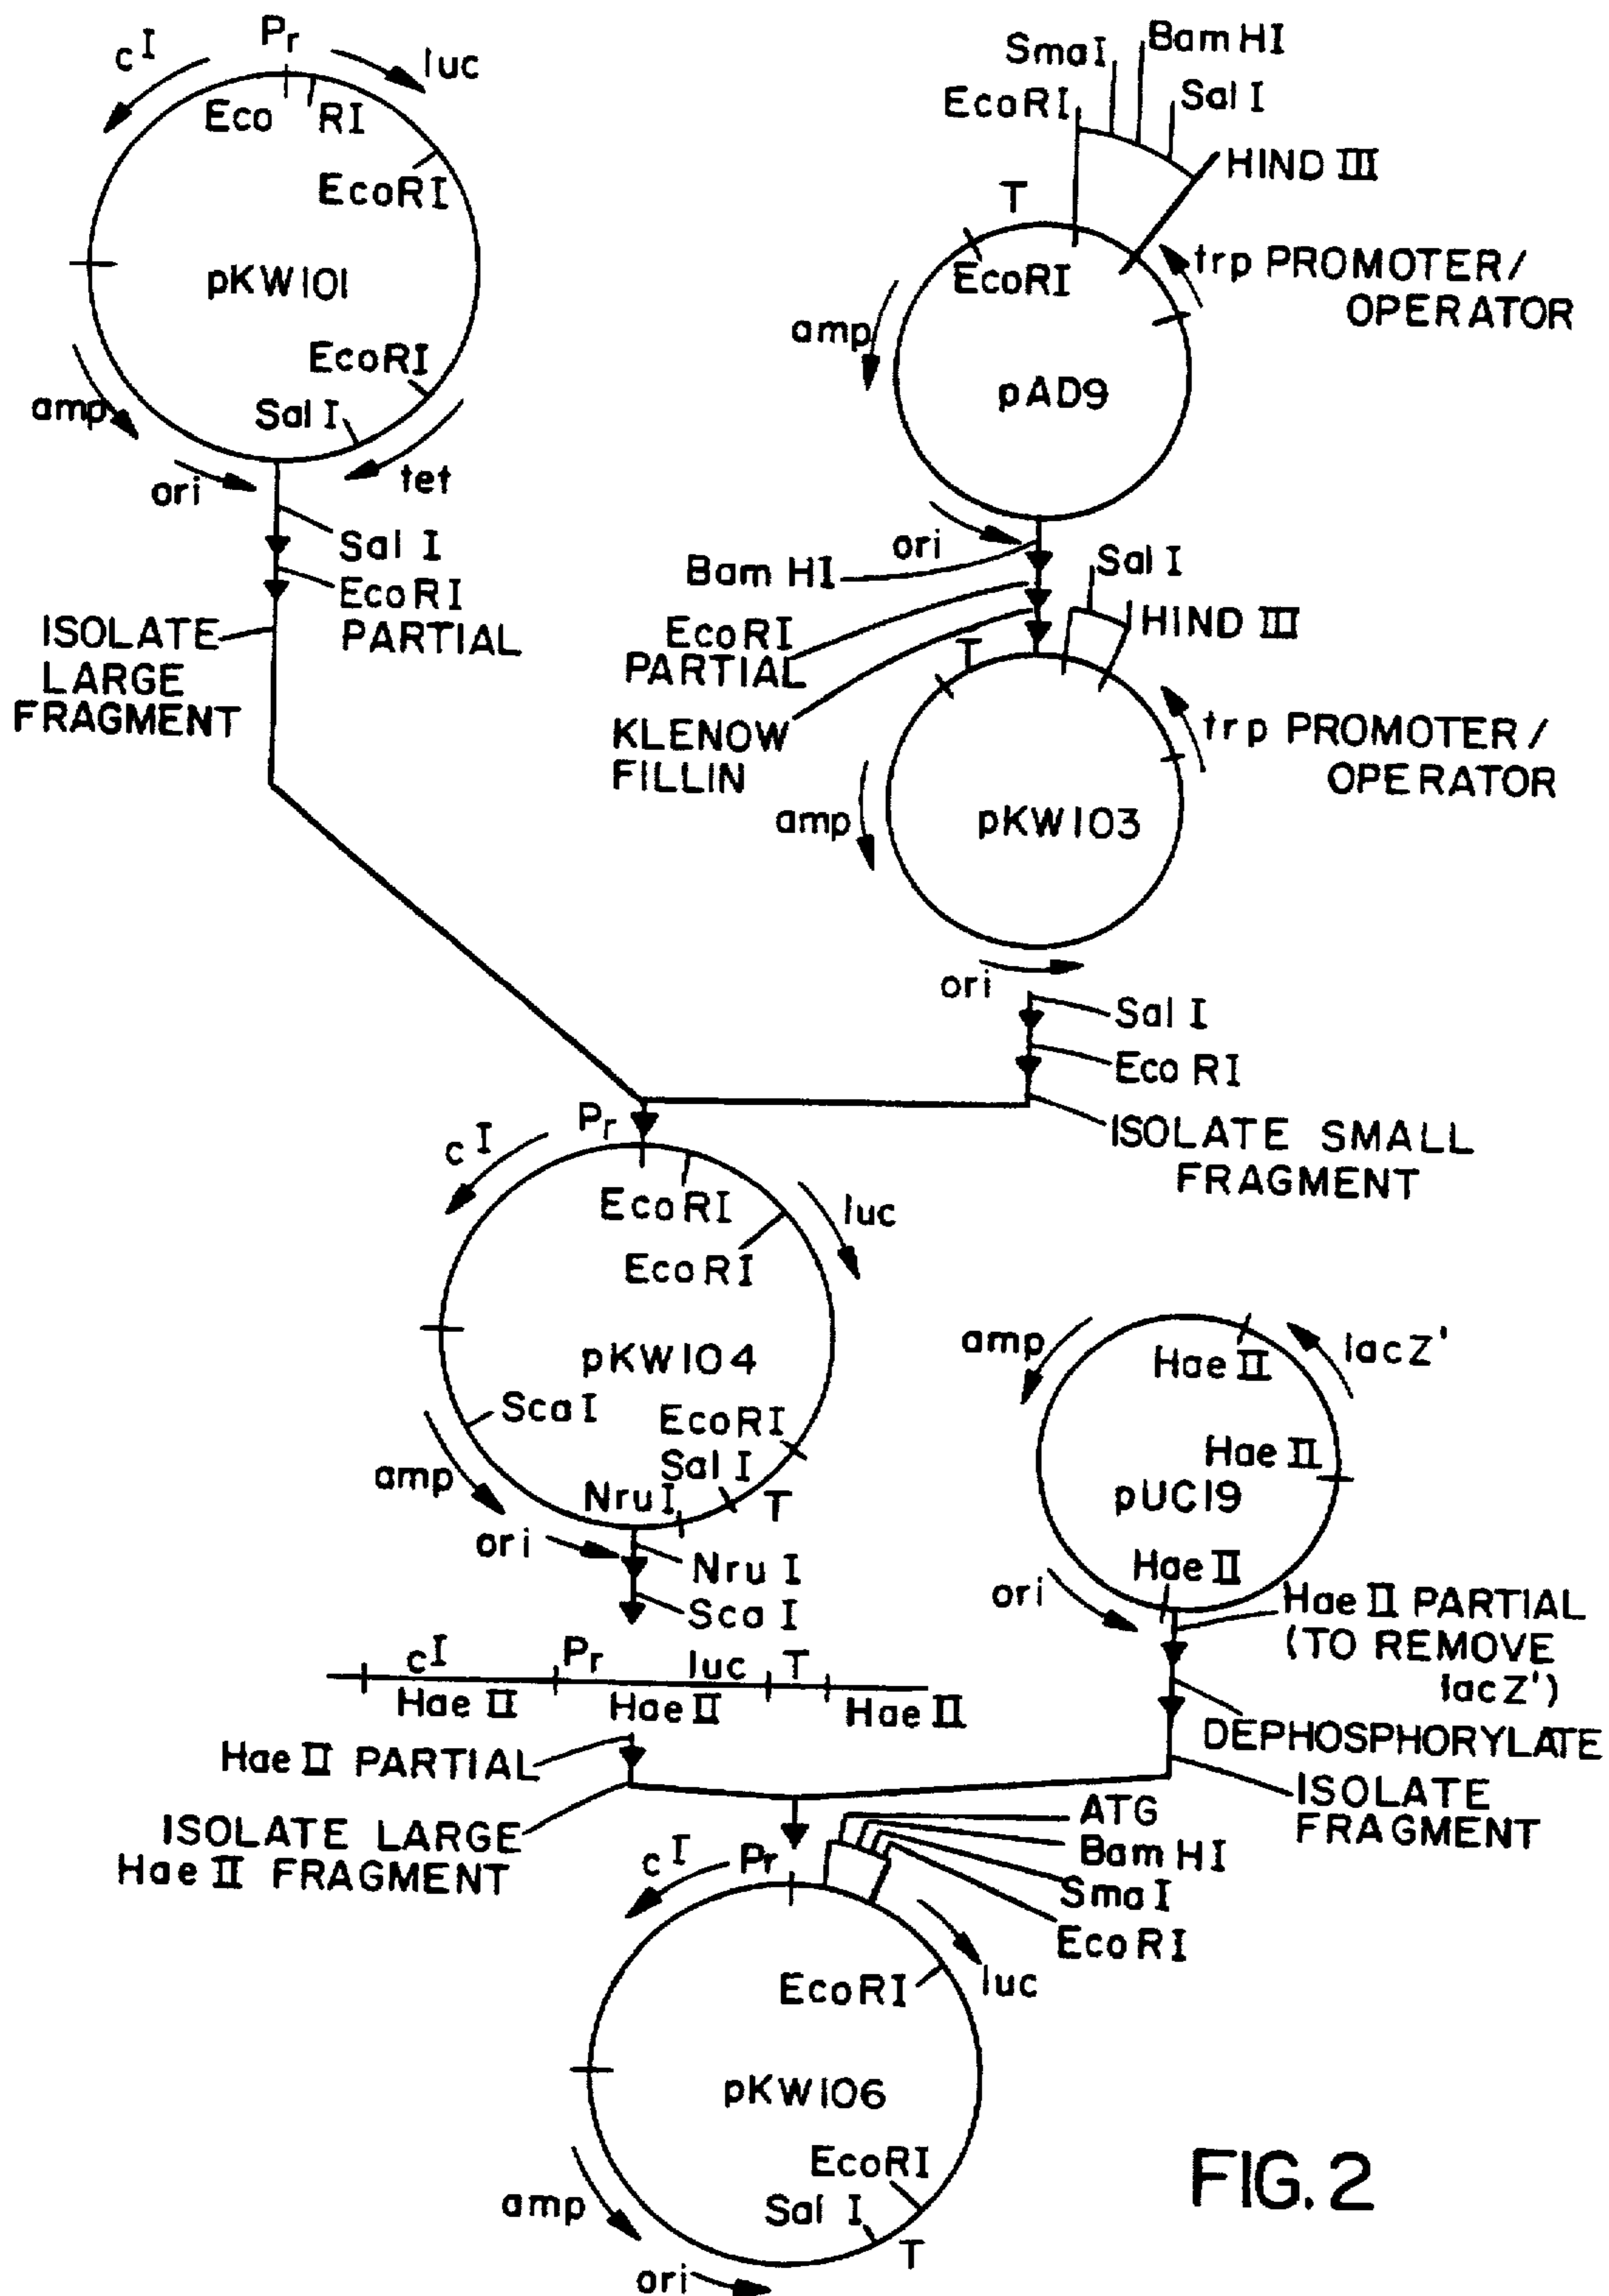 cI
Pr
luc
Eco RI
EcoRI
pKW101
EcoRI
Sal I
amp
ori
tet
Sal I
EcoRI
PARTIAL
ISOLATE
LARGE
FRAGMENT
SmaI
BamHI
EcoRI
Sal I
HIND III
T
EcoRI
trp PROMOTER/
OPERATOR
amp
pAD9
ori
Bam HI
EcoRI
PARTIAL
KLENOW
FILLIN
Sal I
HIND III
T
trp PROMOTER/
OPERATOR
amp
pKW103
ori
Sal I
Eco RI
ISOLATE SMALL
FRAGMENT
Pr
cI
EcoRI
luc
EcoRI
pKW104
ScaI
EcoRI
Sal I
amp
NruI
T
ori
Nru I
Sca I
amp
lacZ'
Hae II
Hae II
pUC19
Hae II
ori
Hae II PARTIAL
(TO REMOVE
lacZ')
DEPHOSPHORYLATE
ISOLATE
FRAGMENT
cI Pr luc T
Hae II Hae II Hae II
Hae II PARTIAL
ISOLATE LARGE
Hae II FRAGMENT
cI
Pr
ATG
Bam HI
SmaI
EcoRI
luc
EcoRI
pKW106
EcoRI
Sal I
T
amp
ori
FIG. 2